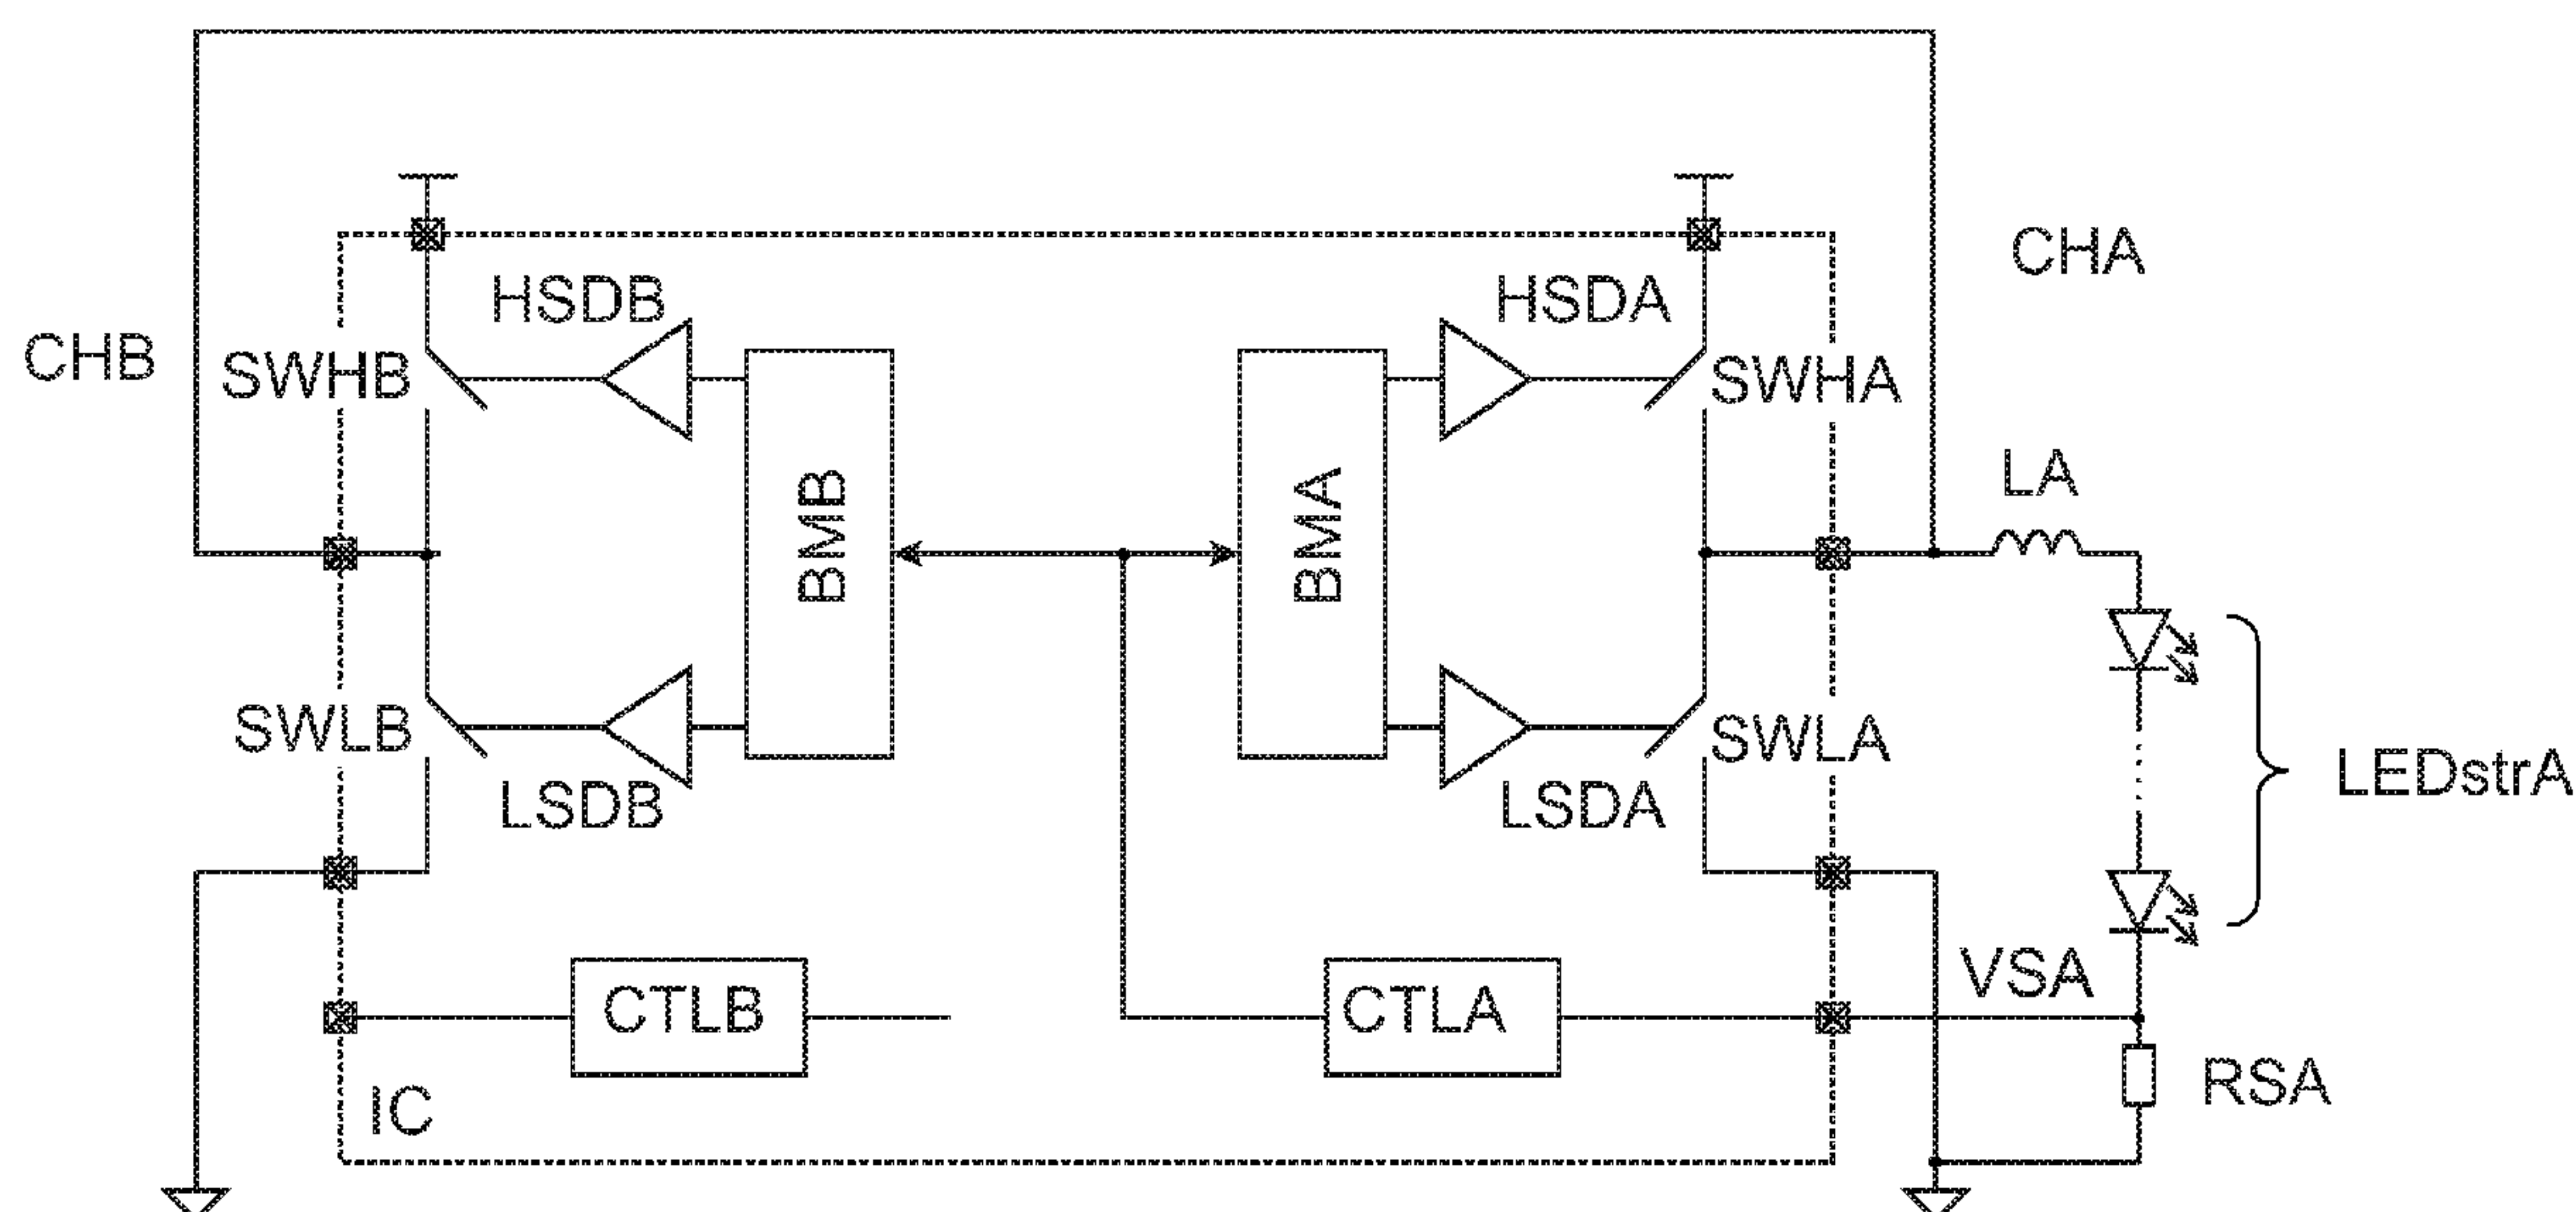 CHA
HSDB
HSDA
CHB
SWHB
SWHA
LA
BMB
BMA
SWLB
SWLA
LEDstrA
LSDB
LSDA
VSA
CTLB
CTLA
RSA
IC